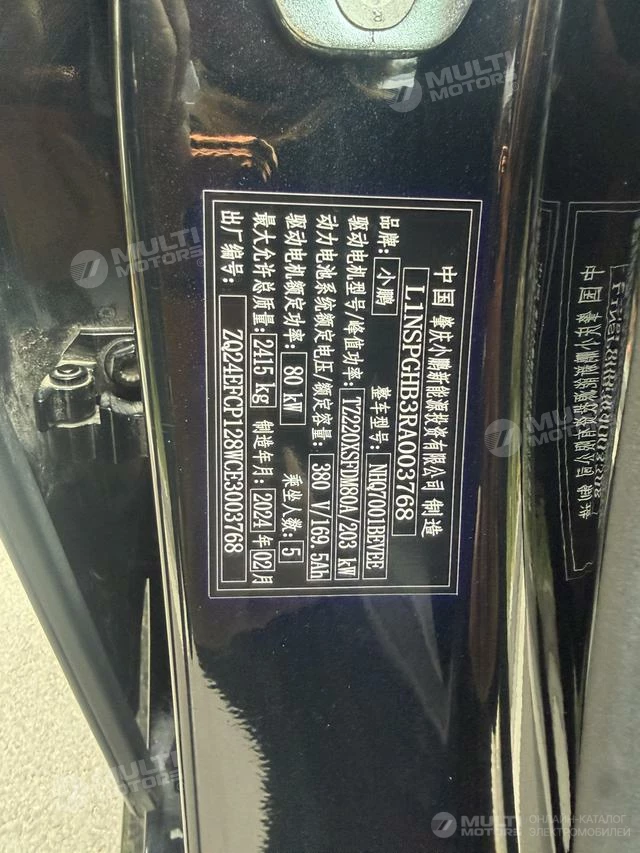 中国 肇庆小鹏新能源投资有限公司 制造
L1NSPGHB3RA003768
品牌: 小鹏 整车型号: NHQ7001BEVEE
驱动电机型号/峰值功率: TZ220XSFDM80A/203 kW
动力电池系统额定电压/额定容量: 380 V/169.5Ah
驱动电机额定功率: 80 kW 乘坐人数: 5
最大允许总质量: 2415 kg 制造年月: 2024 年 02 月
出厂编号: ZQ24EFCP128WCE3003768
MULTI MOTORS
MULTI MOTORS
MULTI MOTORS
MULTI MOTORS
MULTI MOTORS ОНЛАЙН-КАТАЛОГ ЭЛЕКТРОМОБИЛЕЙ